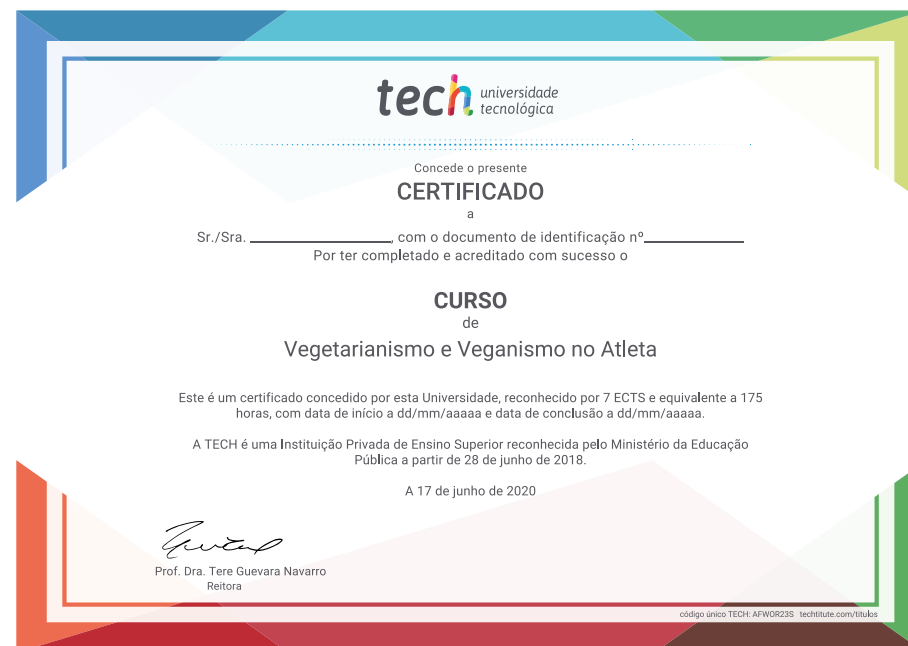 tech universidade
tecnológica
Concede o presente
CERTIFICADO
a
Sr./Sra. ____________________, com o documento de identificação nº______________
Por ter completado e acreditado com sucesso o
CURSO
de
Vegetarianismo e Veganismo no Atleta
Este é um certificado concedido por esta Universidade, reconhecido por 7 ECTS e equivalente a 175
horas, com data de início a dd/mm/aaaaa e data de conclusão a dd/mm/aaaaa.
A TECH é uma Instituição Privada de Ensino Superior reconhecida pelo Ministério da Educação
Pública a partir de 28 de junho de 2018.
A 17 de junho de 2020
Prof. Dra. Tere Guevara Navarro
Reitora
código único TECH: AFWOR23S techtitute.com/titulos